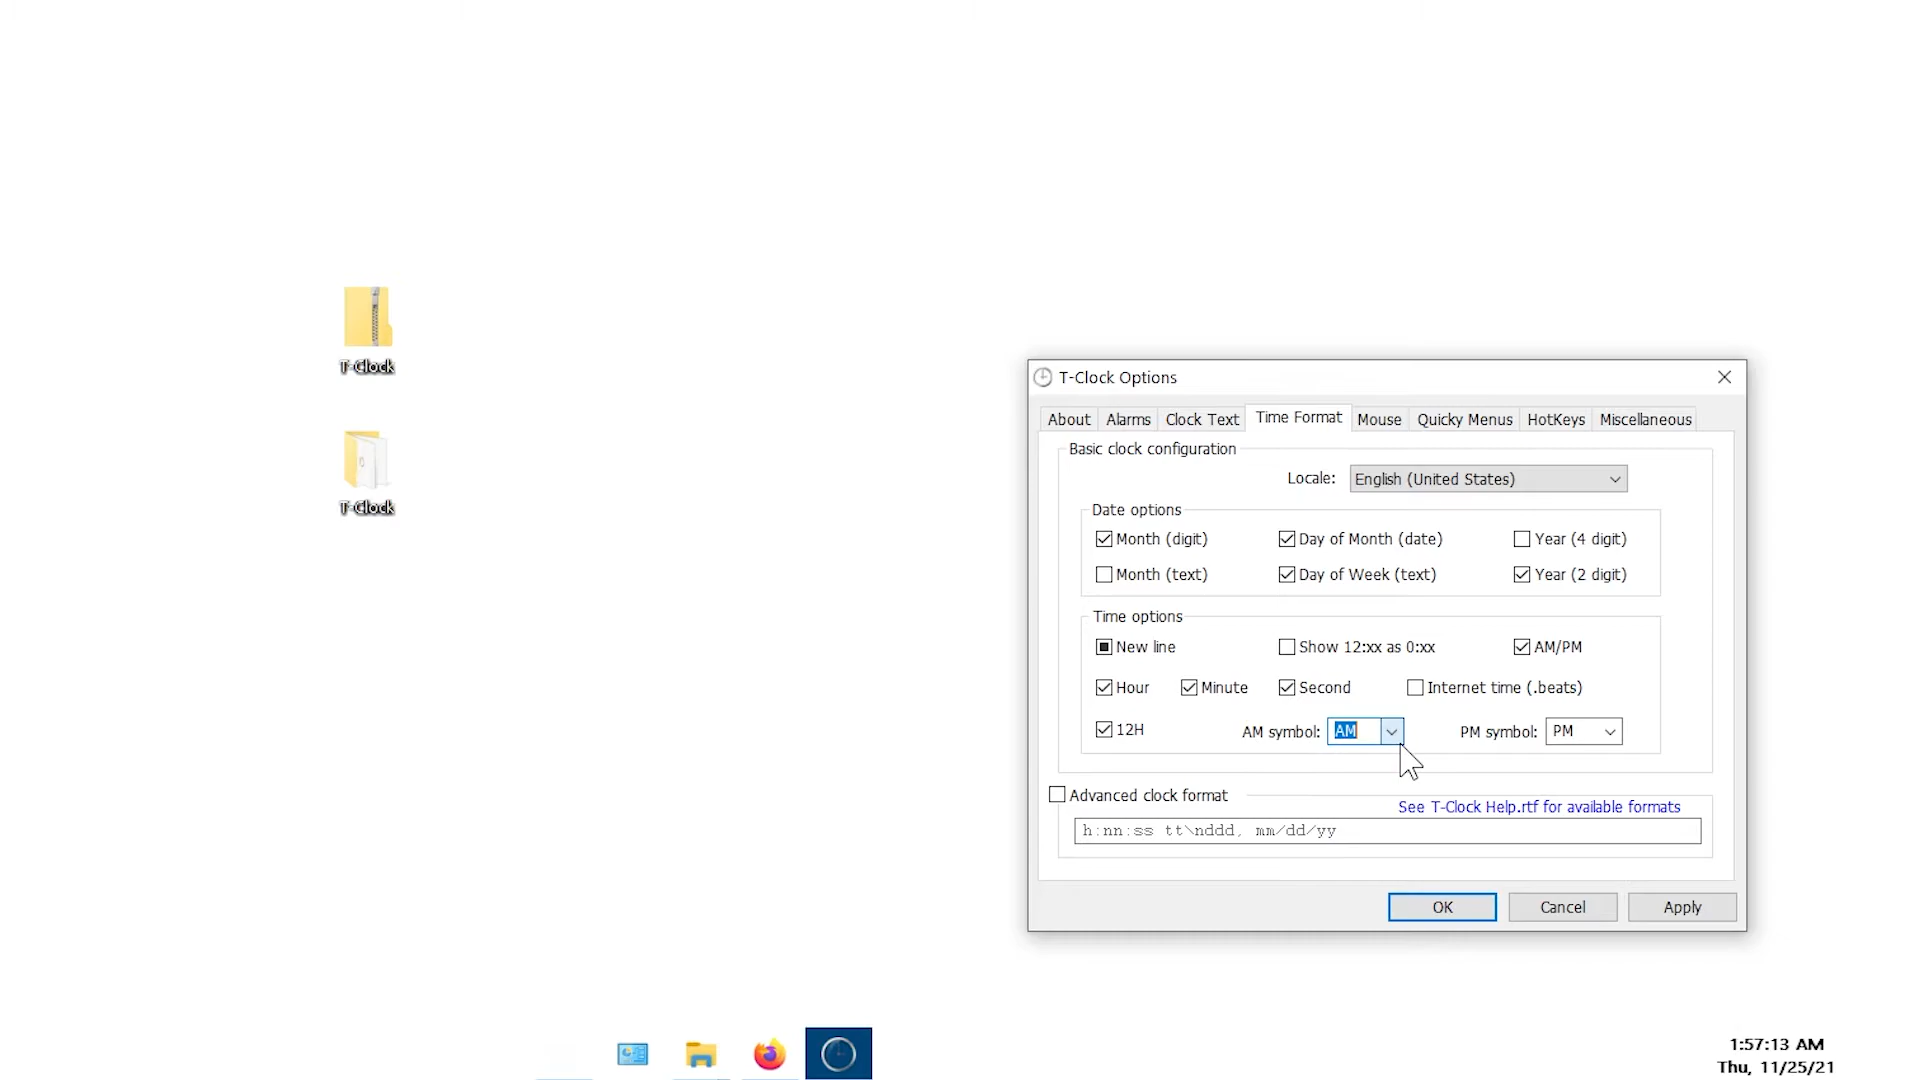 T-Clock
T-Clock
T-Clock Options
About Alarms Clock Text Time Format Mouse Quicky Menus HotKeys Miscellaneous
Basic clock configuration
Locale: English (United States)
Date options
Month (digit) Day of Month (date) Year (4 digit)
Month (text) Day of Week (text) Year (2 digit)
Time options
New line Show 12:xx as 0:xx AM/PM
Hour Minute Second Internet time (.beats)
12H AM symbol: AM PM symbol: PM
Advanced clock format
See T-Clock Help.rtf for available formats
h:nn:ss tt\nddd, mm/dd/yy
OK Cancel Apply
1:57:13 AM
Thu, 11/25/21